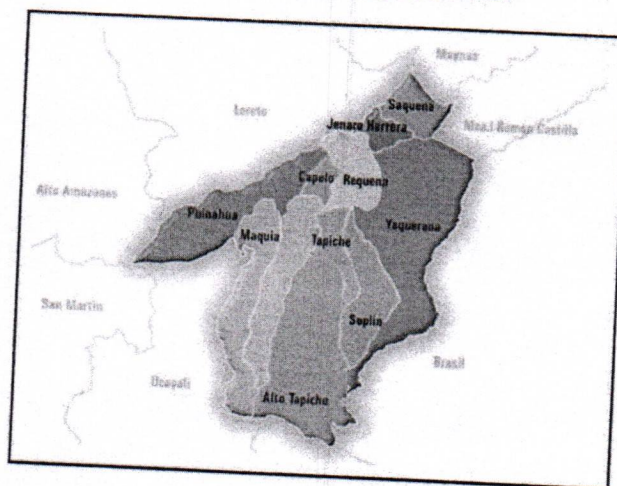 Maynas
Saquena
Loreto
Jenaro Herrera
Mcal Ramon Castilla
Capelo
Requena
Alto Amazonas
Puinahua
Yaquerana
Maquia
Tapiche
San Martin
Soplin
Brasil
Ucayali
Alto Tapiche